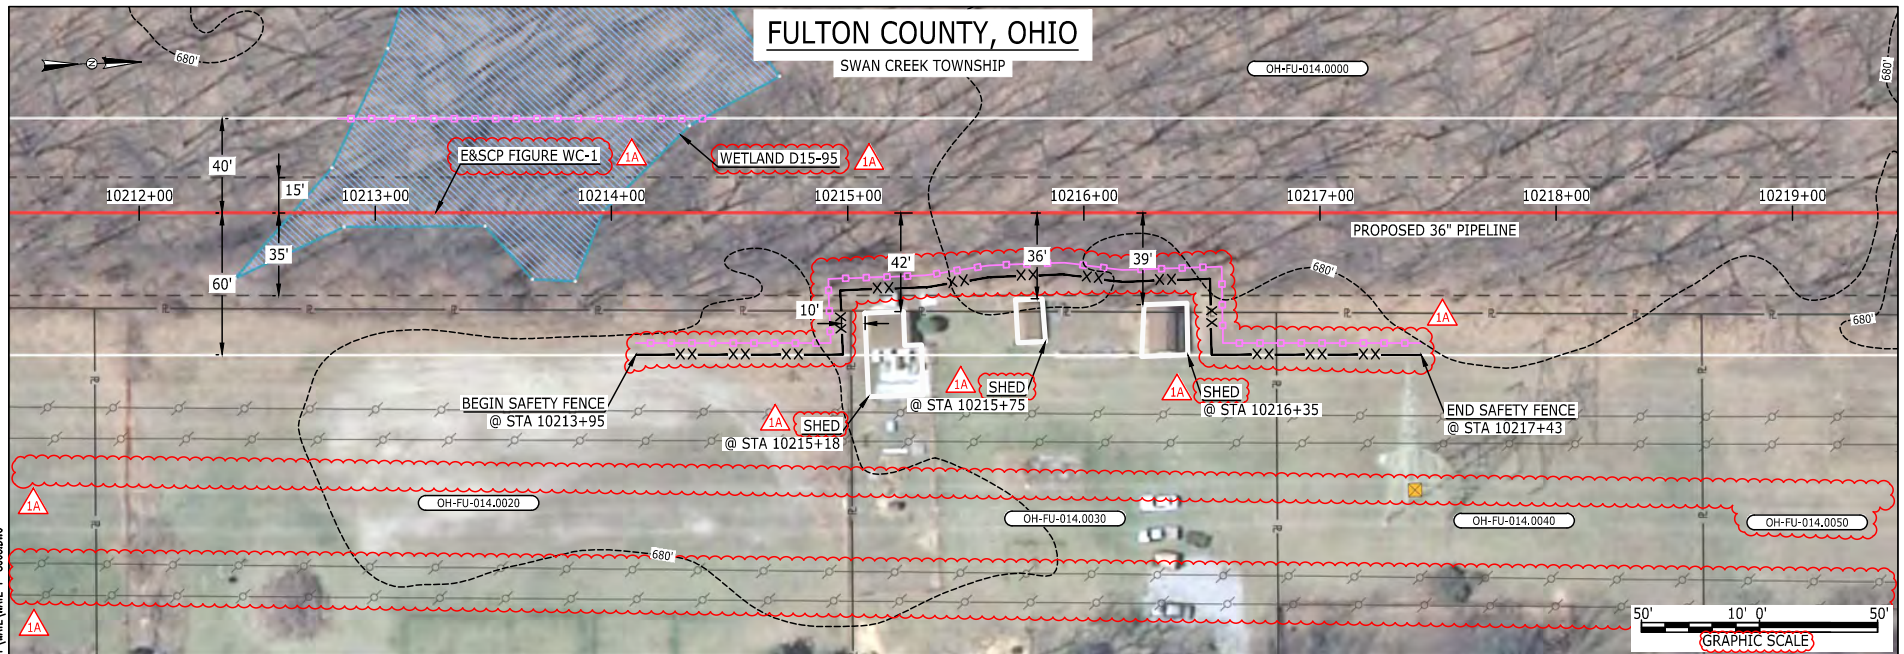 FULTON COUNTY, OHIO
SWAN CREEK TOWNSHIP
OH-FU-014.0000
680'
680'
N
E&SCP FIGURE WC-1
1A
WETLAND D15-95
1A
40'
15'
10212+00
10213+00
10214+00
10215+00
10216+00
10217+00
10218+00
10219+00
PROPOSED 36" PIPELINE
35'
60'
42'
36'
39'
680'
10'
1A
680'
BEGIN SAFETY FENCE
@ STA 10213+95
1A
SHED
@ STA 10215+18
1A
SHED
@ STA 10215+75
1A
SHED
@ STA 10216+35
END SAFETY FENCE
@ STA 10217+43
1A
OH-FU-014.0020
OH-FU-014.0030
OH-FU-014.0040
OH-FU-014.0050
680'
1A
50'
10'
0'
50'
GRAPHIC SCALE